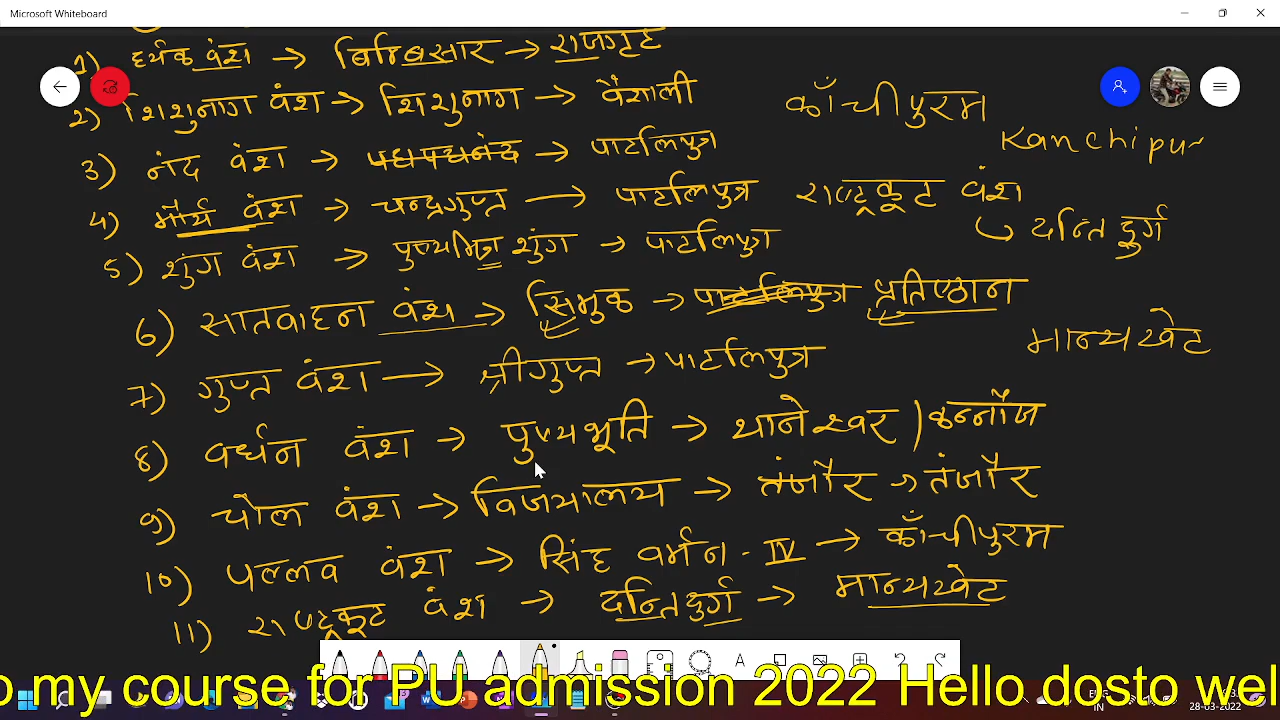 Microsoft Whiteboard
1) हर्यक वंश → बिम्बिसार → राजगृह
2) शिशुनाग वंश → शिशुनाग → वैशाली
काँचीपुरम
Kanchipur
3) नंद वंश → → पाटलिपुत्र
4) मौर्य वंश → चन्द्रगुप्त → पाटलिपुत्र
राष्ट्रकूट वंश
↳ दन्तिदुर्ग
5) शुंग वंश → पुष्यमित्र शुंग → पाटलिपुत्र
6) सातवाहन वंश → सिमुक → पाटलिपुत्र प्रतिष्ठान
मान्यखेट
7) गुप्त वंश → श्रीगुप्त → पाटलिपुत्र
8) वर्धन वंश → पुष्यभूति → थानेश्वर / कन्नौज
9) चोल वंश → विजयालय → तंजौर → तंजौर
10) पल्लव वंश → सिंह वर्मन - IV → काँचीपुरम
11) राष्ट्रकूट वंश → दन्तिदुर्ग → मान्यखेट
o my course for PU admission 2022 Hello dosto wel
ENG
IN
28-03-2022